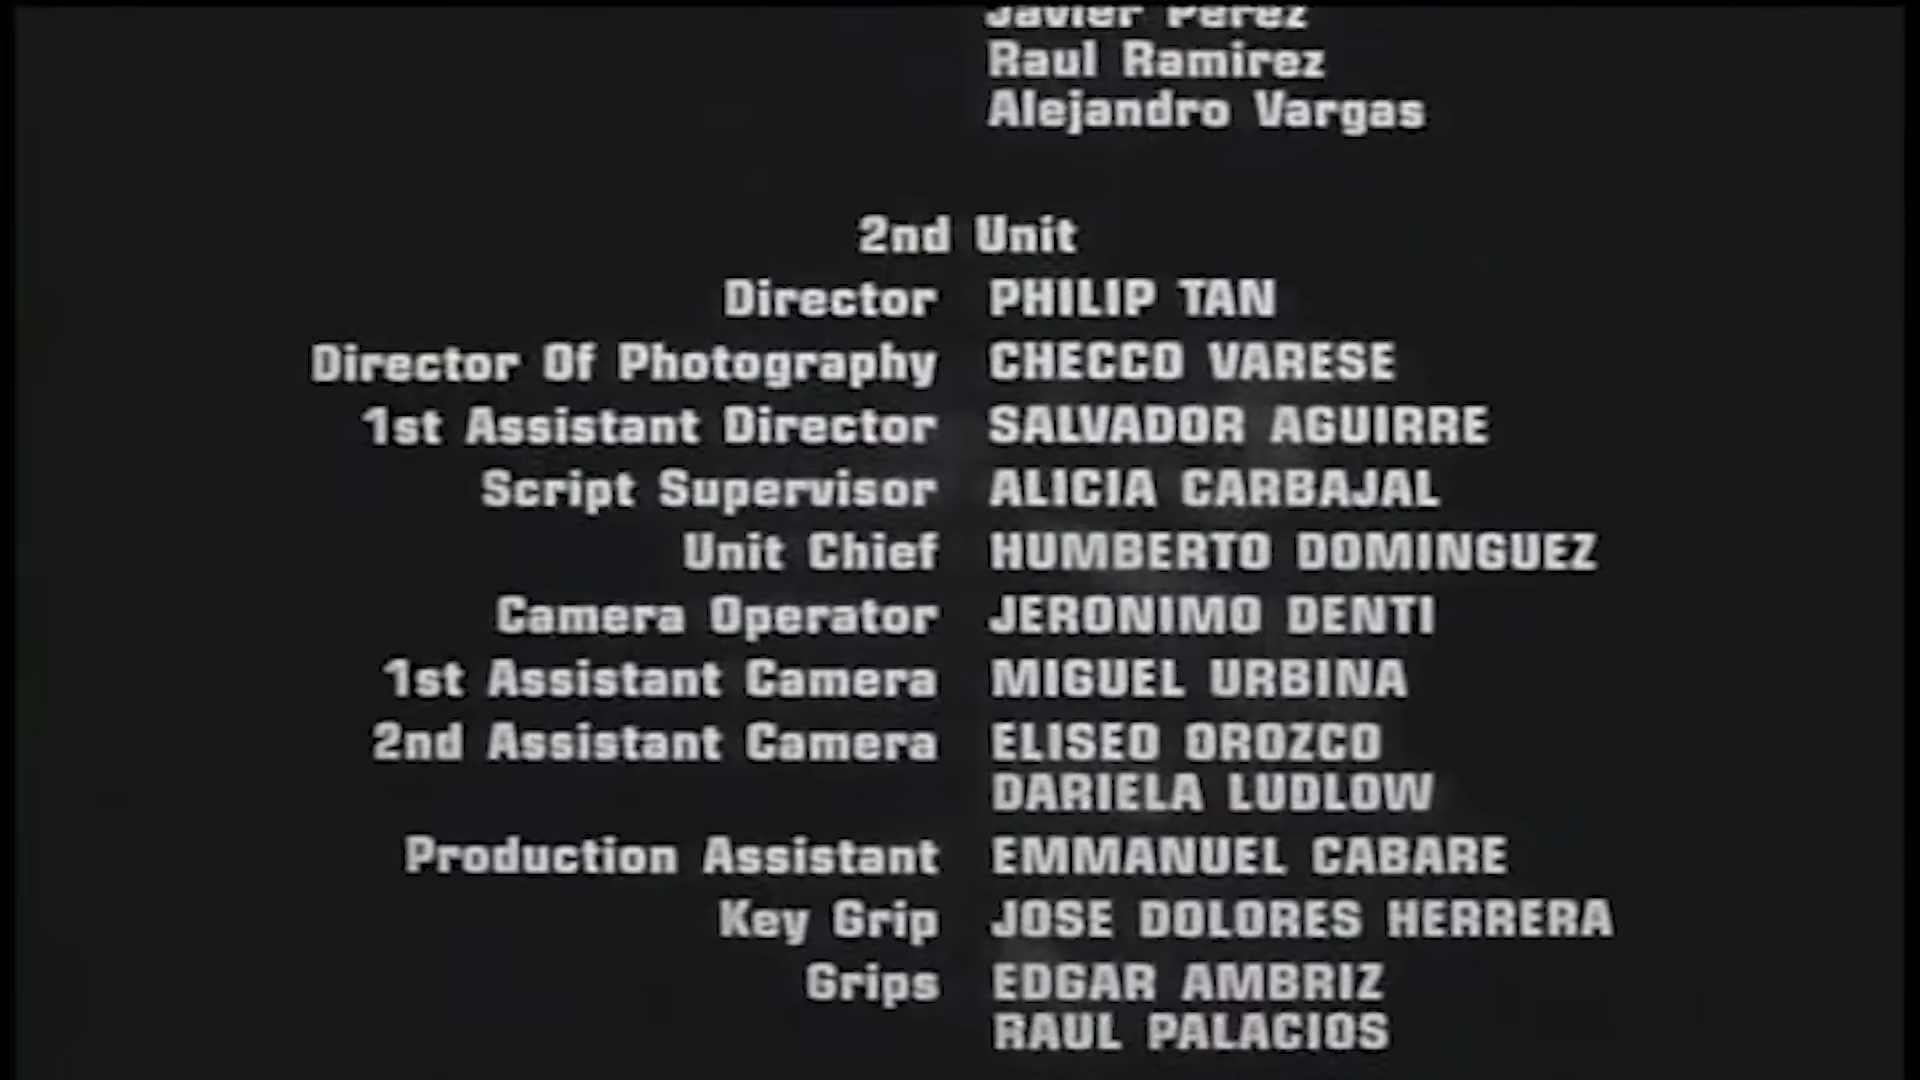 Javier Perez
Raul Ramirez
Alejandro Vargas
2nd Unit
Director PHILIP TAN
Director Of Photography CHECCO VARESE
1st Assistant Director SALVADOR AGUIRRE
Script Supervisor ALICIA CARBAJAL
Unit Chief HUMBERTO DOMINGUEZ
Camera Operator JERONIMO DENTI
1st Assistant Camera MIGUEL URBINA
2nd Assistant Camera ELISEO OROZCO
DARIELA LUDLOW
Production Assistant EMMANUEL CABARE
Key Grip JOSE DOLORES HERRERA
Grips EDGAR AMBRIZ
RAUL PALACIOS